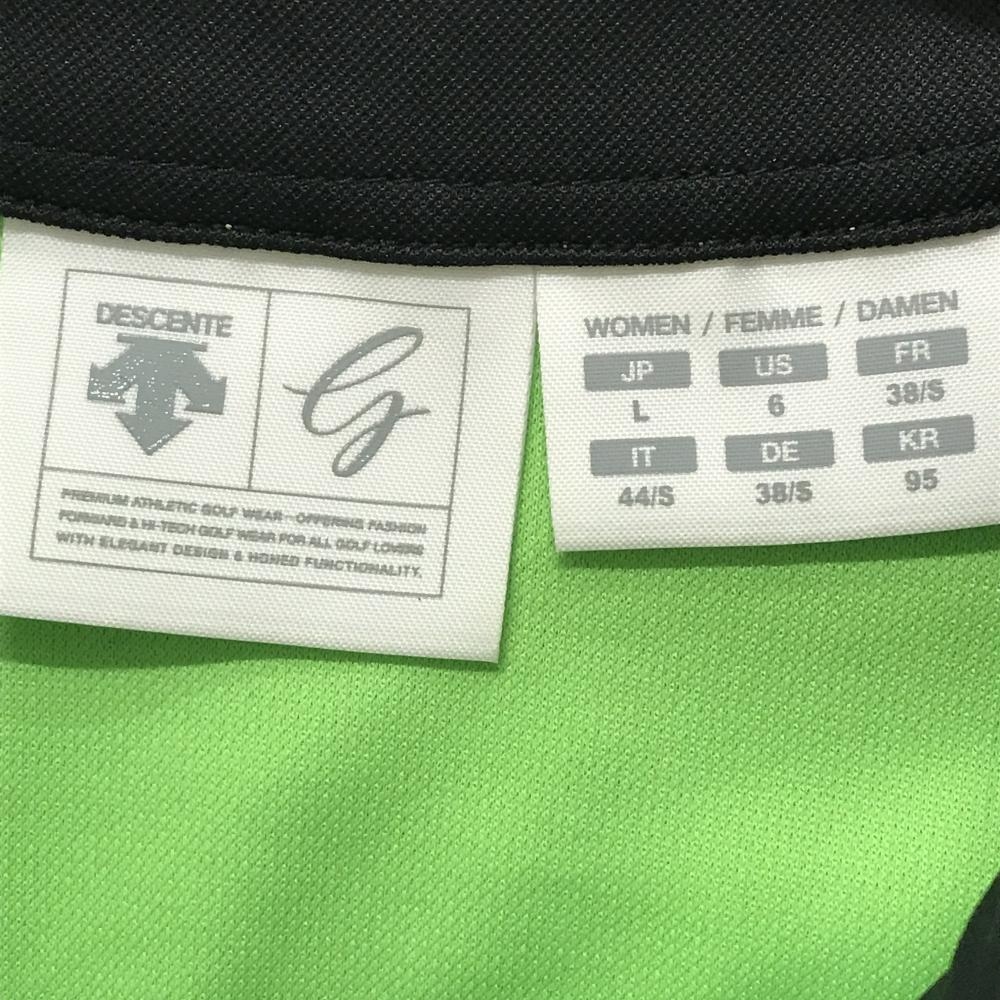 DESCENTE
PREMIUM ATHLETIC GOLF WEAR - OFFERING FASHION
FORWARD & HI-TECH GOLF WEAR FOR ALL GOLF LOVERS
WITH ELEGANT DESIGN & HONED FUNCTIONALITY.
WOMEN / FEMME / DAMEN
JP US FR
L 6 38/S
IT DE KR
44/S 38/S 95